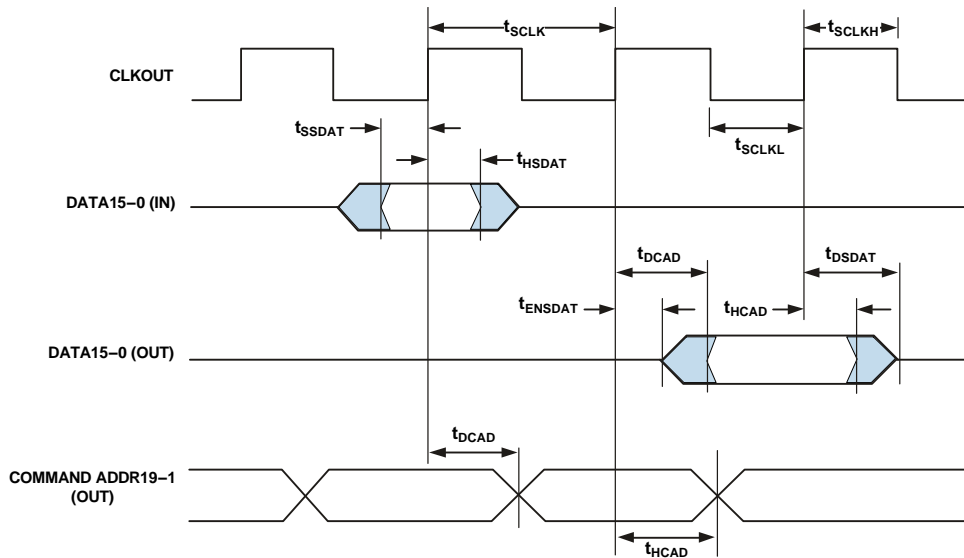 tSCLK
tSCLKH
CLKOUT
tSSDAT
tHSDAT
tSCLKL
DATA15–0 (IN)
tDCAD
tDSDAT
tENSDAT
tHCAD
DATA15–0 (OUT)
tDCAD
COMMAND ADDR19–1
(OUT)
tHCAD